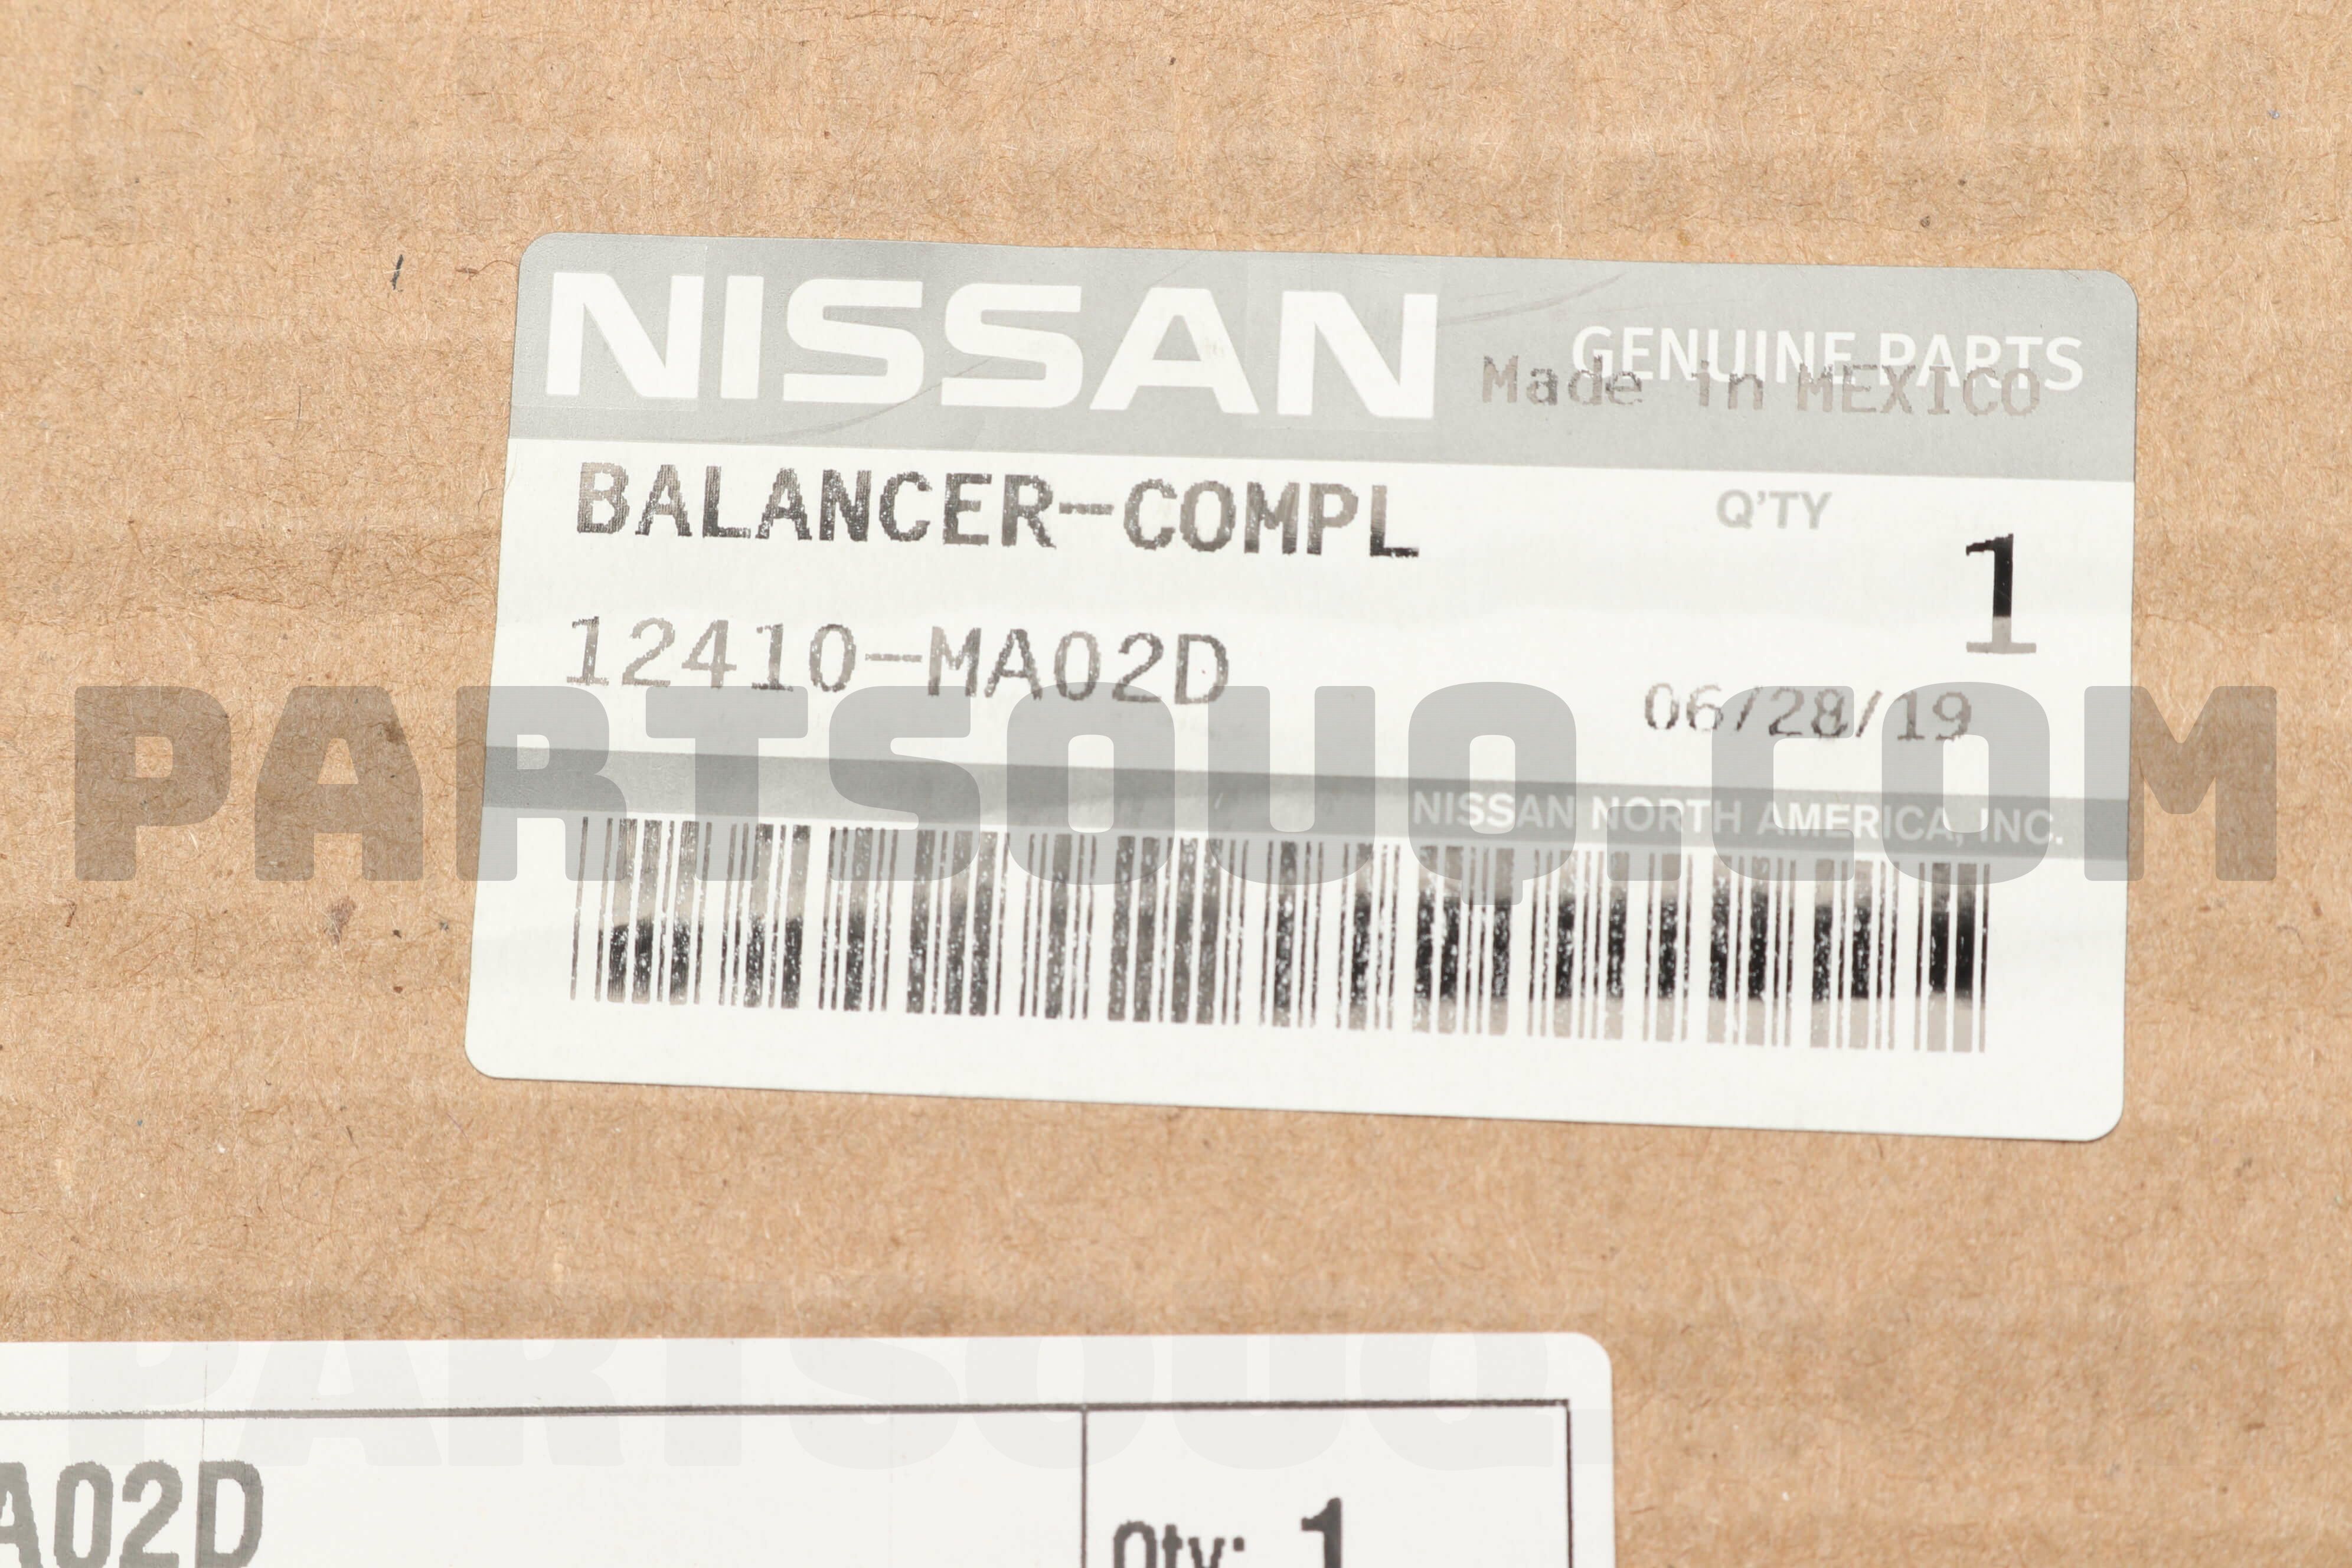 NISSAN GENUINE PARTS
Made in MEXICO
BALANCER-COMPL
Q'TY
1
12410-MA02D
06/28/19
PARTSOUQ.COM
NISSAN NORTH AMERICA, INC.
PARTSOUQ
A02D
Qty: 1